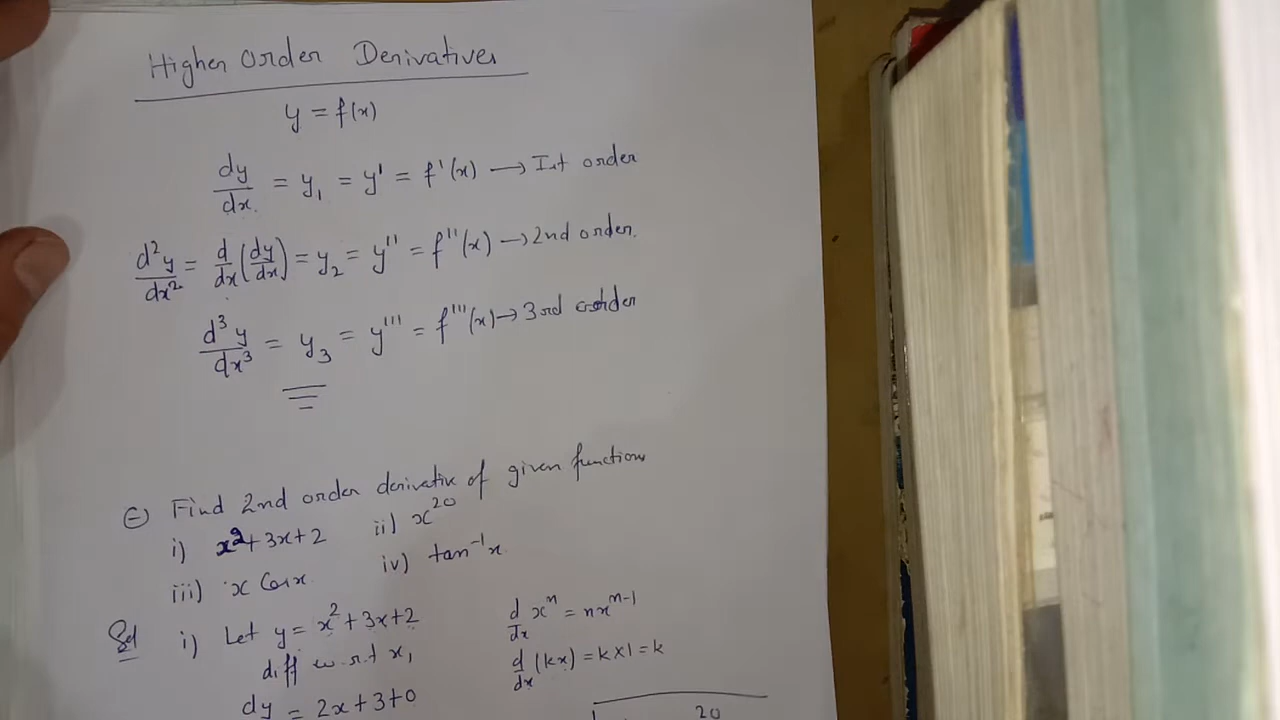 Higher Order Derivatives
y = f(x)
dy/dx = y₁ = y' = f'(x) → Ist order
d²y/dx² = d/dx (dy/dx) = y₂ = y'' = f''(x) → 2nd order.
d³y/dx³ = y₃ = y''' = f'''(x) → 3rd order
Find 2nd order derivative of given function
i) x²+3x+2 ii) x²⁰
iii) x Cosx. iv) tan⁻¹x.
Sol i) Let y = x²+3x+2 d/dx xⁿ = nxⁿ⁻¹
diff w.r.t x, d/dx (kx) = k×1 = k
dy = 2x+3+0
20